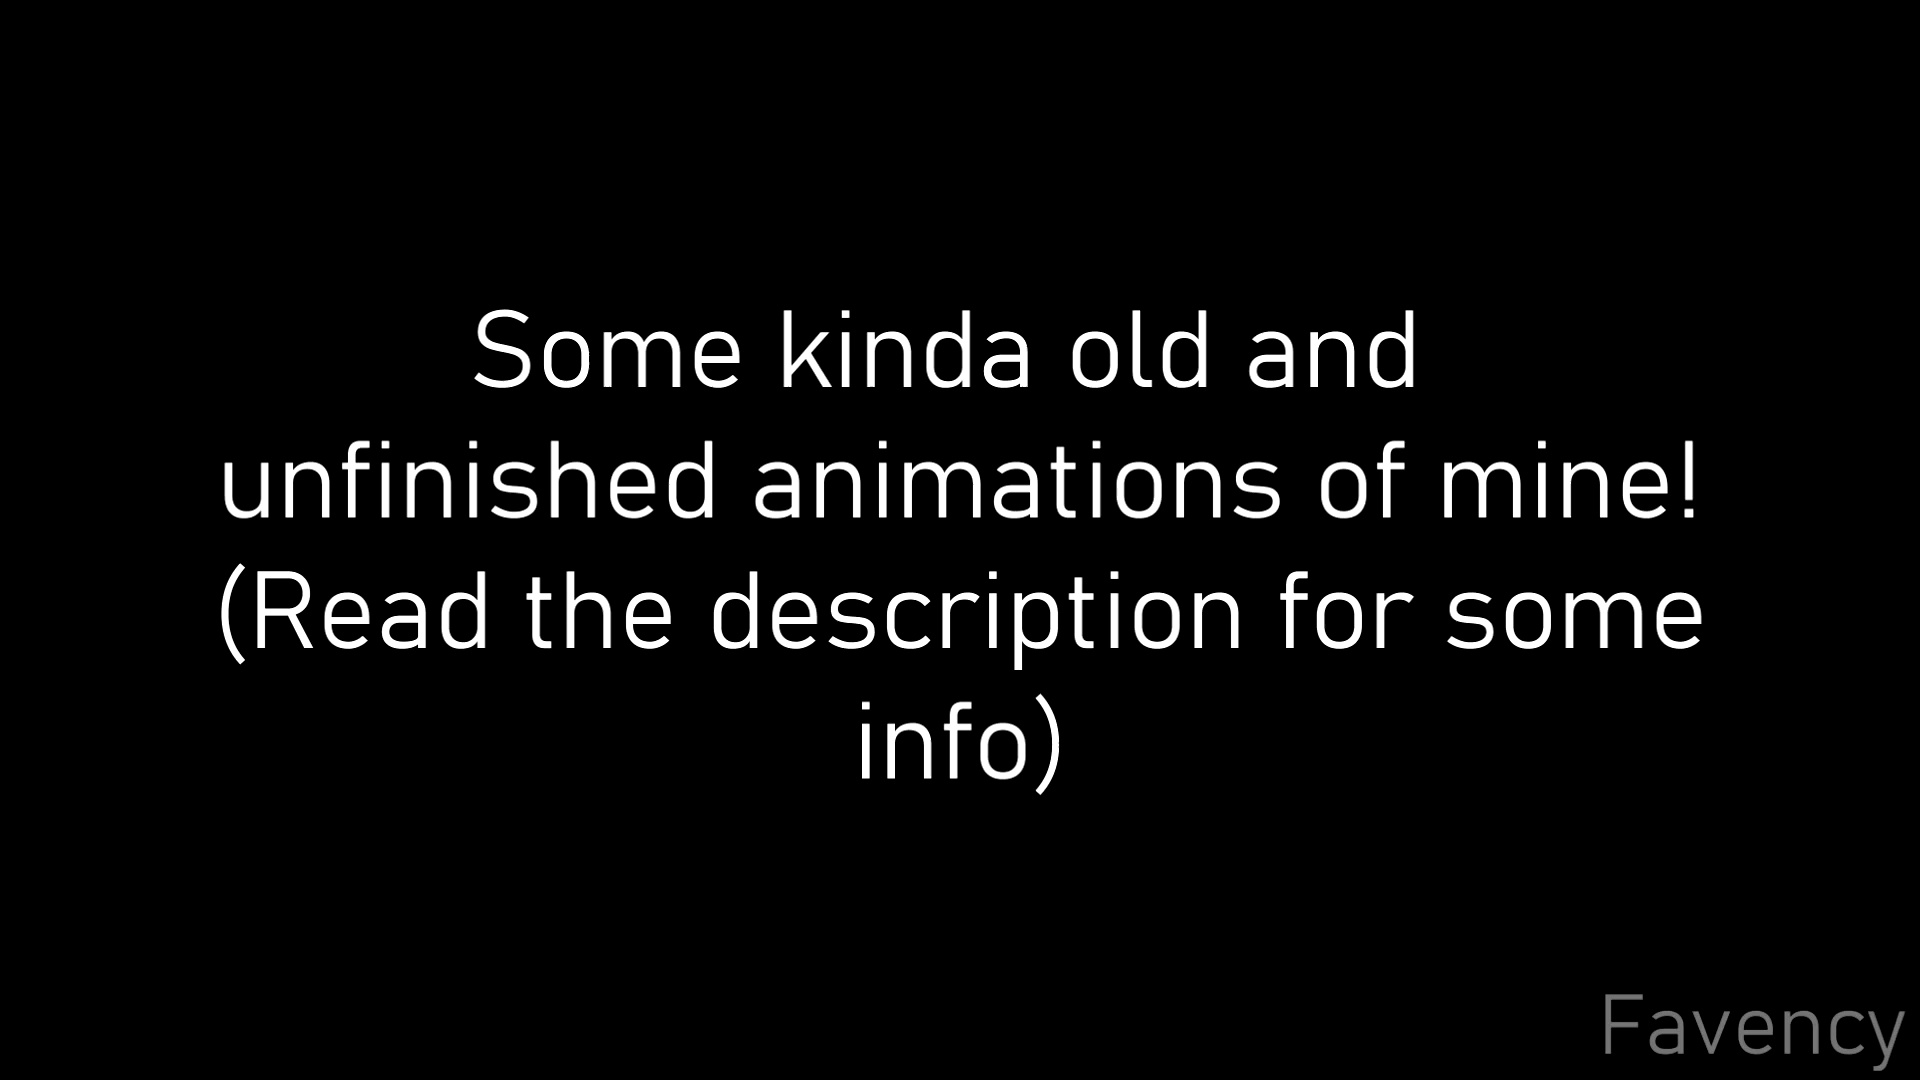 Some kinda old and
unfinished animations of mine!
(Read the description for some
info)
Favency